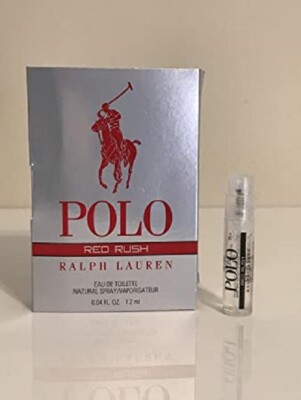 POLO
RED RUSH
RALPH LAUREN
EAU DE TOILETTE
NATURAL SPRAY/VAPORISATEUR
0.04 FL. OZ. 1.2 ml
POLO